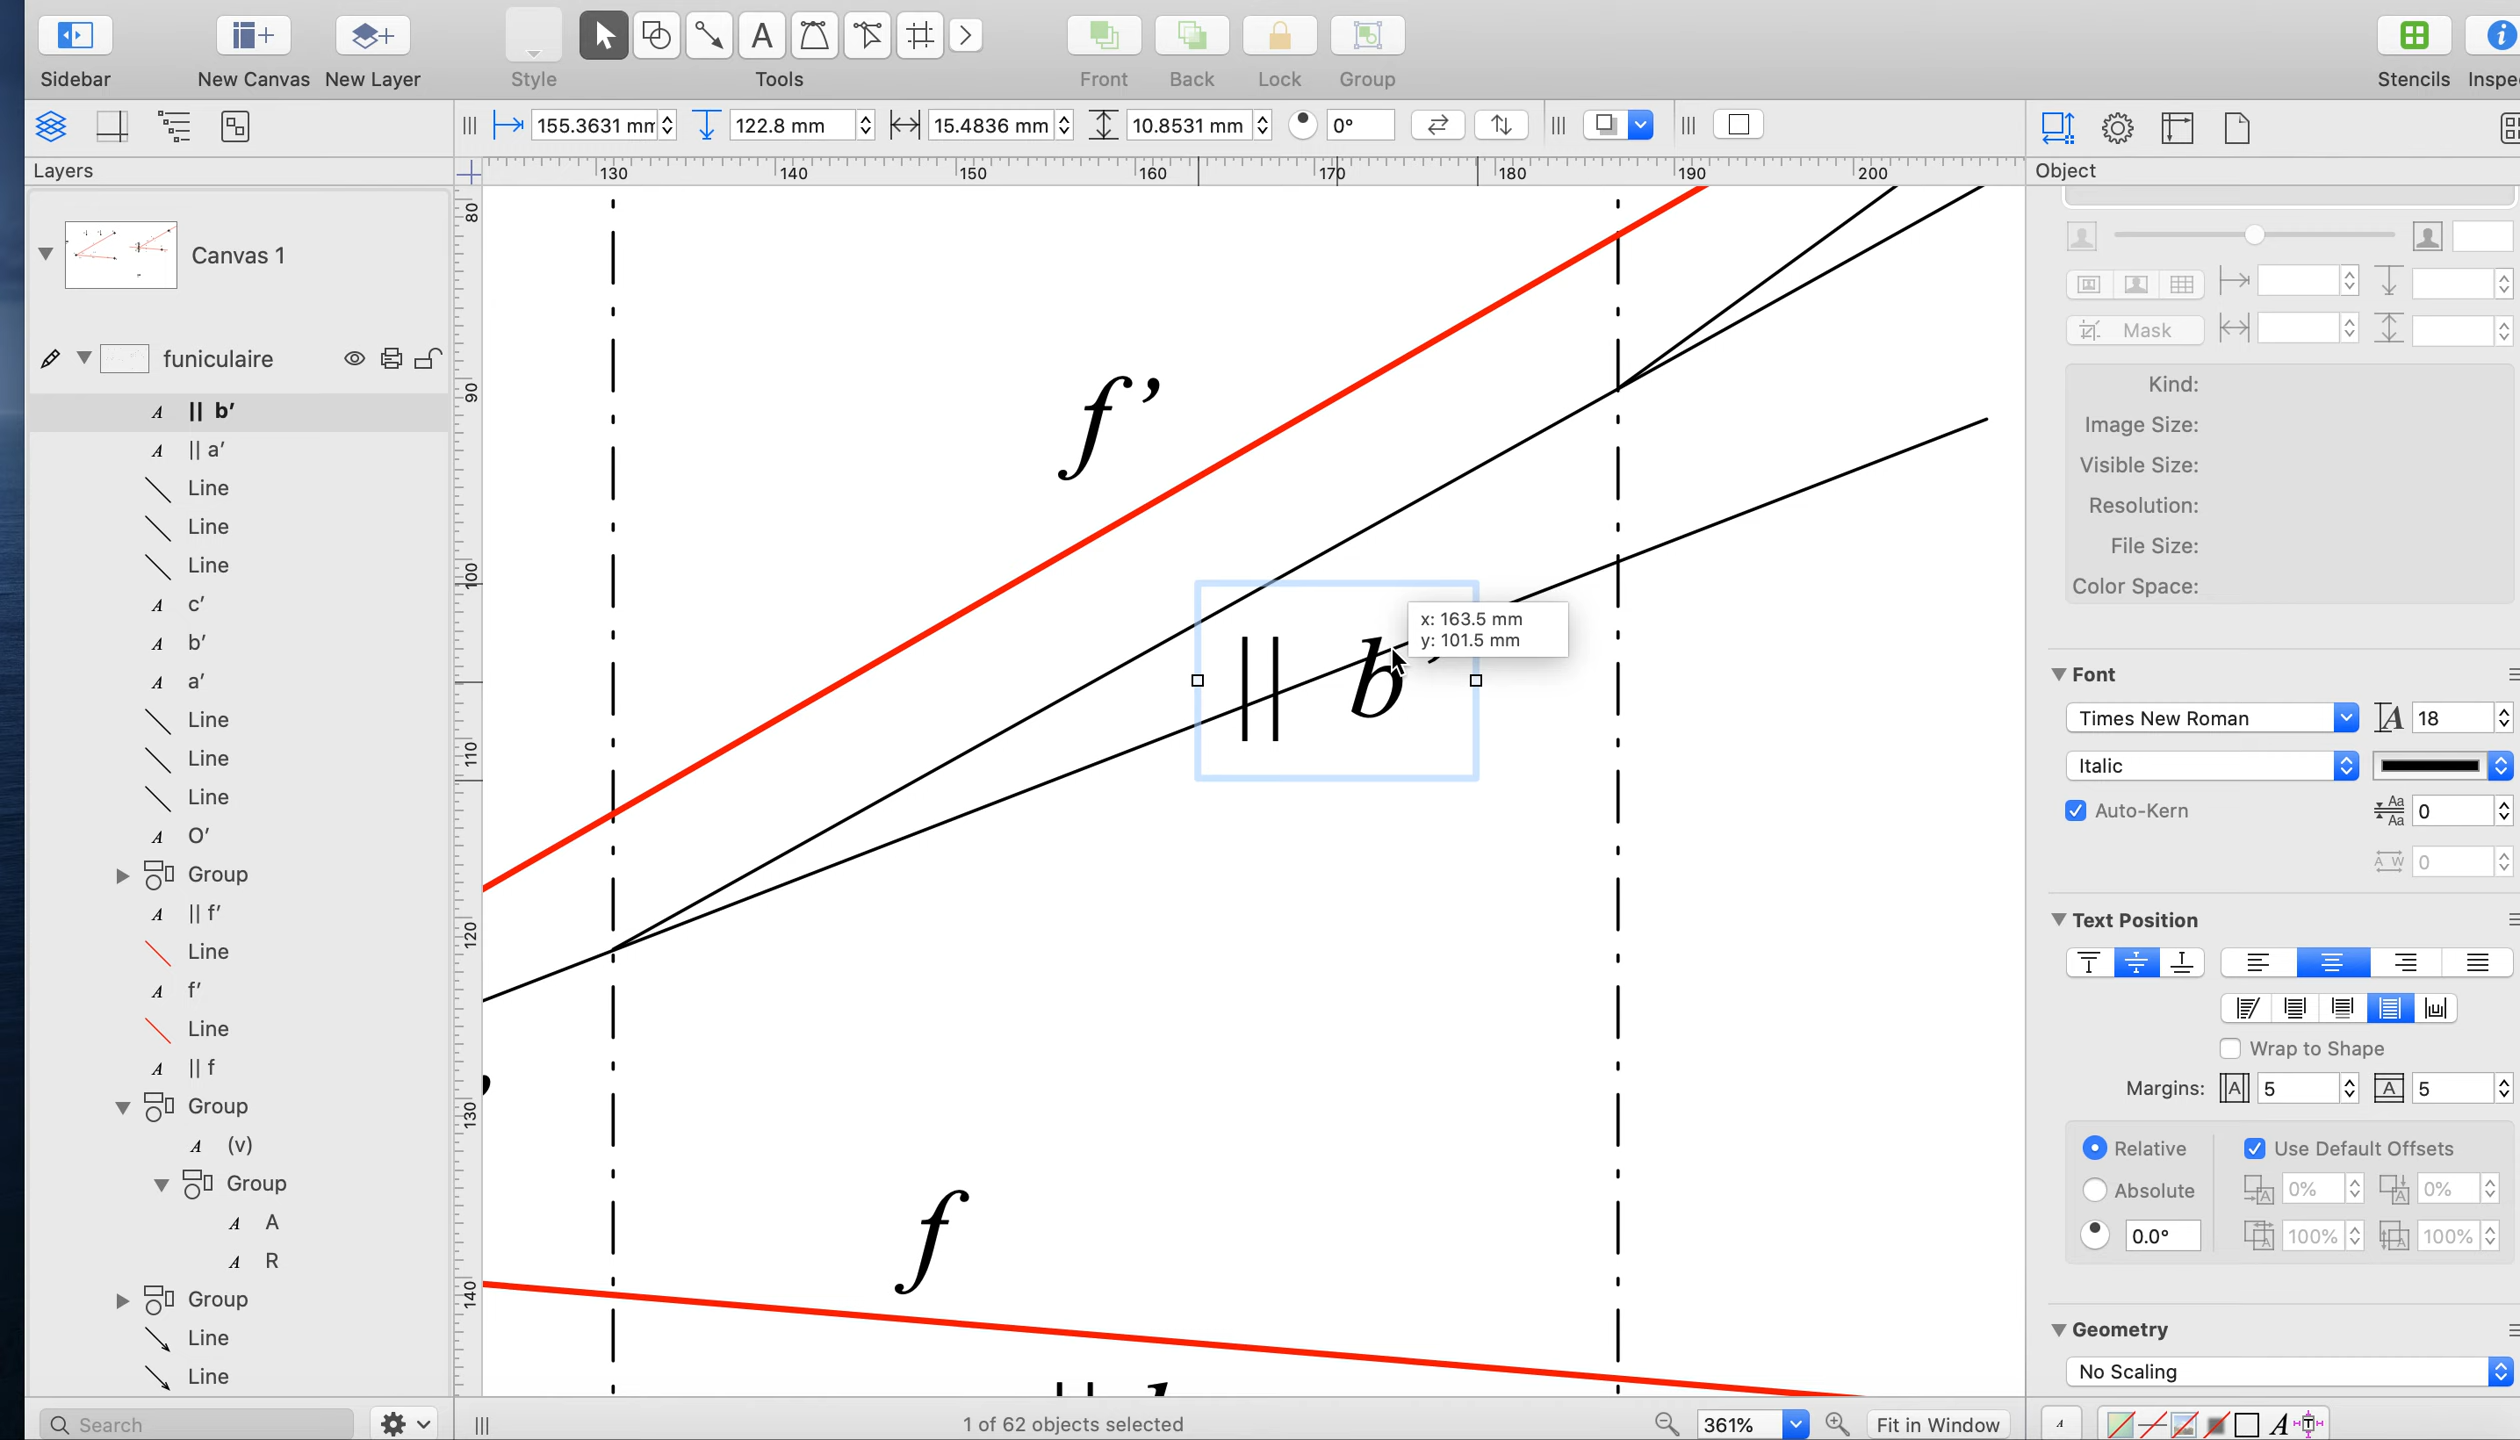 Sidebar
New Canvas
New Layer
Style
Tools
Front
Back
Lock
Group
Stencils
Inspe
155.3631 mm
122.8 mm
15.4836 mm
10.8531 mm
0°
Layers
Object
130 140 150 160 170 180 190 200
80
90
100
110
120
130
140
Canvas 1
funiculaire
A || b′
A || a′
Line
Line
Line
A c′
A b′
A a′
Line
Line
Line
A O′
Group
A || f′
Line
A f′
Line
A || f
Group
A (v)
Group
A A
A R
Group
Line
Line
Search
f’
|| b’
x: 163.5 mm
y: 101.5 mm
f
1 of 62 objects selected
361%
Fit in Window
Mask
Kind:
Image Size:
Visible Size:
Resolution:
File Size:
Color Space:
Font
Times New Roman
18
Italic
Auto-Kern
Aa
Aa
0
A W
0
Text Position
Wrap to Shape
Margins:
A
5
A
5
Relative
Use Default Offsets
0%
0%
Absolute
0.0°
100%
100%
Geometry
No Scaling